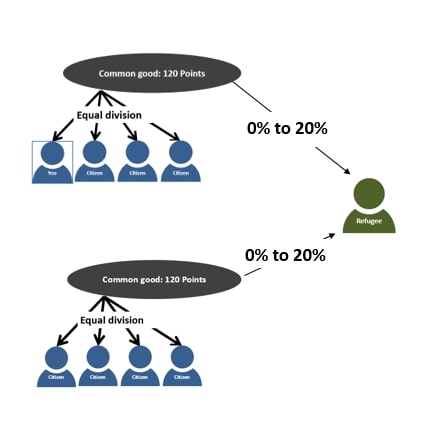 Common good: 120 Points
Equal division
0% to 20%
You
Citizen
Citizen
Citizen
Refugee
0% to 20%
Common good: 120 Points
Equal division
Citizen
Citizen
Citizen
Citizen